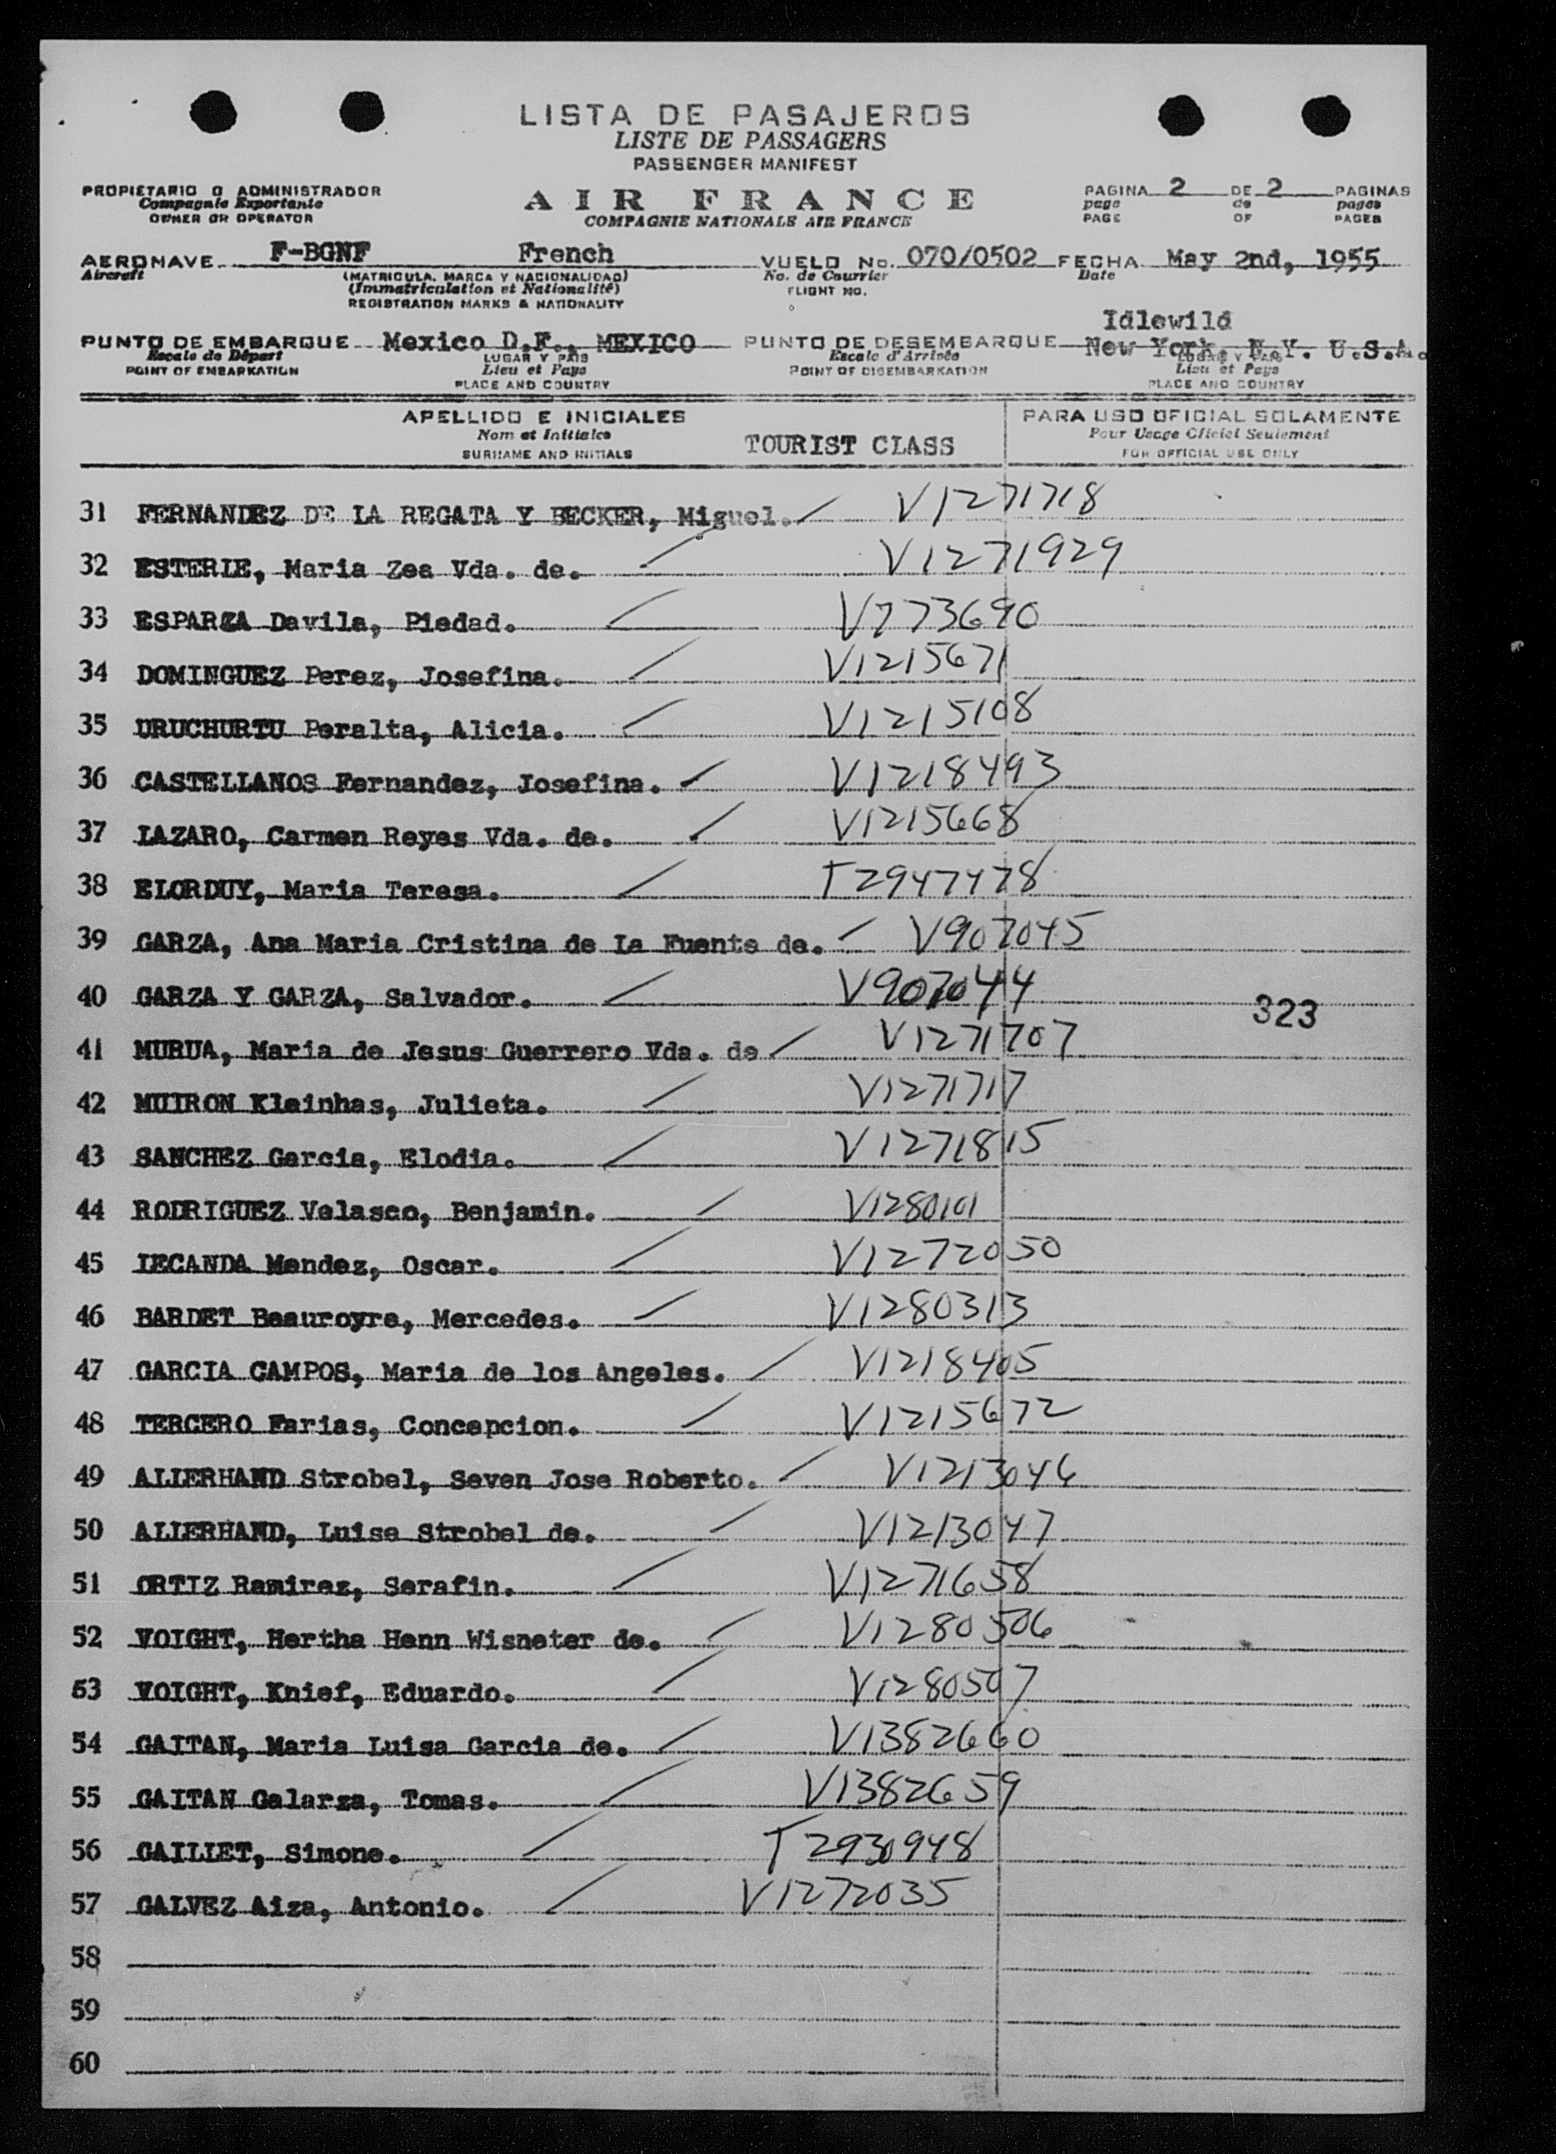 LISTA DE PASAJEROS
LISTE DE PASSAGERS
PASSENGER MANIFEST
PROPIETARIO O ADMINISTRADOR
Compagnie Exportante
OWNER OR OPERATOR
AIR FRANCE
COMPAGNIE NATIONALE AIR FRANCE
PAGINA 2 DE 2 PAGINAS
page de pages
PAGE OF PAGES
AERONAVE F-BGNF French VUELO No. 070/0502 FECHA May 2nd, 1955
Aircraft (MATRICULA, MARCA Y NACIONALIDAD) No. de Courrier Date
(Immatriculation et Nationalité) FLIGHT NO.
REGISTRATION MARKS & NATIONALITY
Idlewild
PUNTO DE EMBARQUE Mexico D.F., MEXICO PUNTO DE DESEMBARQUE New York, N.Y. U.S.A.
Escale de Départ LUGAR Y PAIS Escale d'Arrivée LUGAR Y PAIS
POINT OF EMBARKATION Lieu et Pays POINT OF DISEMBARKATION Lieu et Pays
PLACE AND COUNTRY PLACE AND COUNTRY
APELLIDO E INICIALES PARA USO OFICIAL SOLAMENTE
Nom et Initiales TOURIST CLASS Pour Usage Officiel Seulement
SURNAME AND INITIALS FOR OFFICIAL USE ONLY
31 FERNANDEZ DE LA REGATA Y BECKER, Miguel. V1271718
32 ESTERIE, Maria Zea Vda. de. V1271929
33 ESPARZA Davila, Piedad. V773690
34 DOMINGUEZ Perez, Josefina. V1215671
35 URUCHURTU Peralta, Alicia. V1215108
36 CASTELLANOS Fernandez, Josefina. V1218493
37 LAZARO, Carmen Reyes Vda. de. V1215668
38 ELORDUY, Maria Teresa. T2947478
39 GARZA, Ana Maria Cristina de La Fuente de. V907045
40 GARZA Y GARZA, Salvador. V907044
323
41 MURUA, Maria de Jesus Guerrero Vda. de V1271707
42 MUIRON Kleinhas, Julieta. V1271717
43 SANCHEZ Garcia, Elodia. V1271815
44 RODRIGUEZ Velasco, Benjamin. V1280101
45 LECANDA Mendez, Oscar. V1272050
46 BARDET Beauroyre, Mercedes. V1280313
47 GARCIA CAMPOS, Maria de los Angeles. V1218405
48 TERCERO Farias, Concepcion. V1215672
49 ALLERHAND Strobel, Seven Jose Roberto. V1213046
50 ALLERHAND, Luise Strobel de. V1213047
51 ORTIZ Ramirez, Serafin. V1271658
52 VOIGHT, Hertha Henn Wisneter de. V1280506
53 VOIGHT, Knief, Eduardo. V1280507
54 GAITAN, Maria Luisa Garcia de. V1382660
55 GAITAN Galarza, Tomas. V1382659
56 GAILLET, Simone. T2930948
57 GALVEZ Aiza, Antonio. V1272035
58
59
60